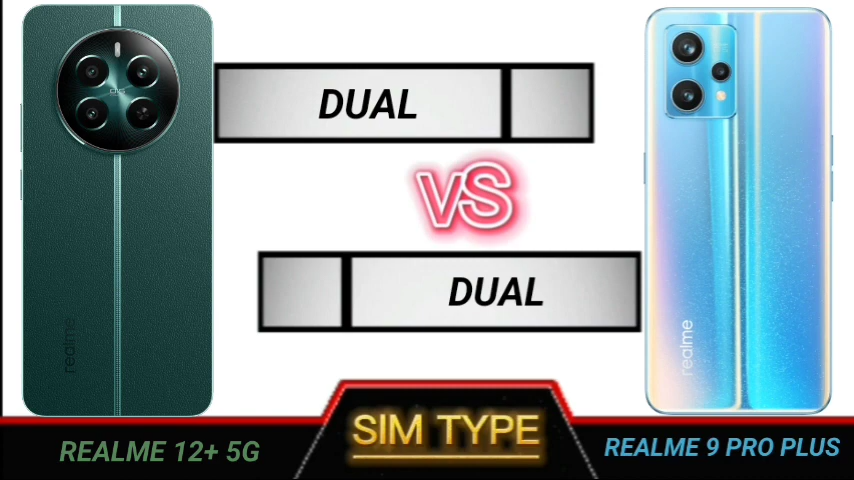 DUAL
VS
DUAL
realme
realme
SIM TYPE
REALME 12+ 5G
REALME 9 PRO PLUS